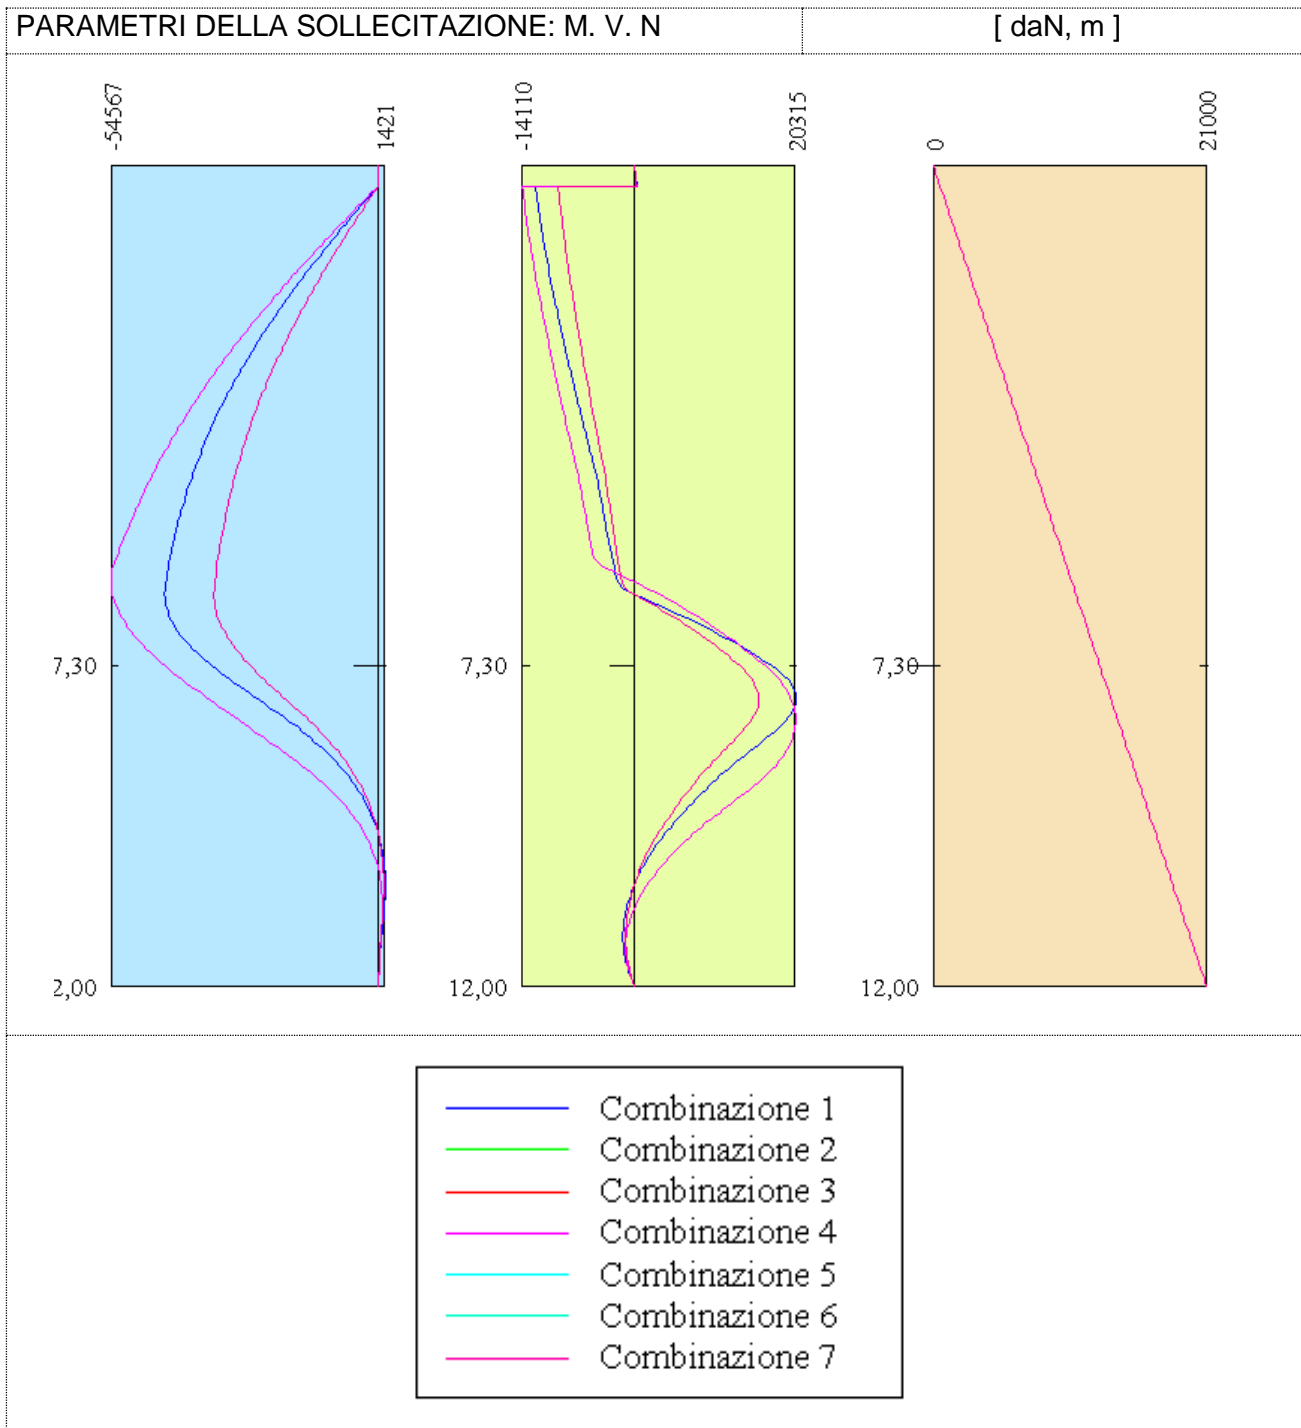 PARAMETRI DELLA SOLLECITAZIONE: M. V. N [ daN, m ]
-54567 1421 -14110 20315 0 21000
7,30 7,30 7,30
2,00 12,00 12,00
Combinazione 1
Combinazione 2
Combinazione 3
Combinazione 4
Combinazione 5
Combinazione 6
Combinazione 7